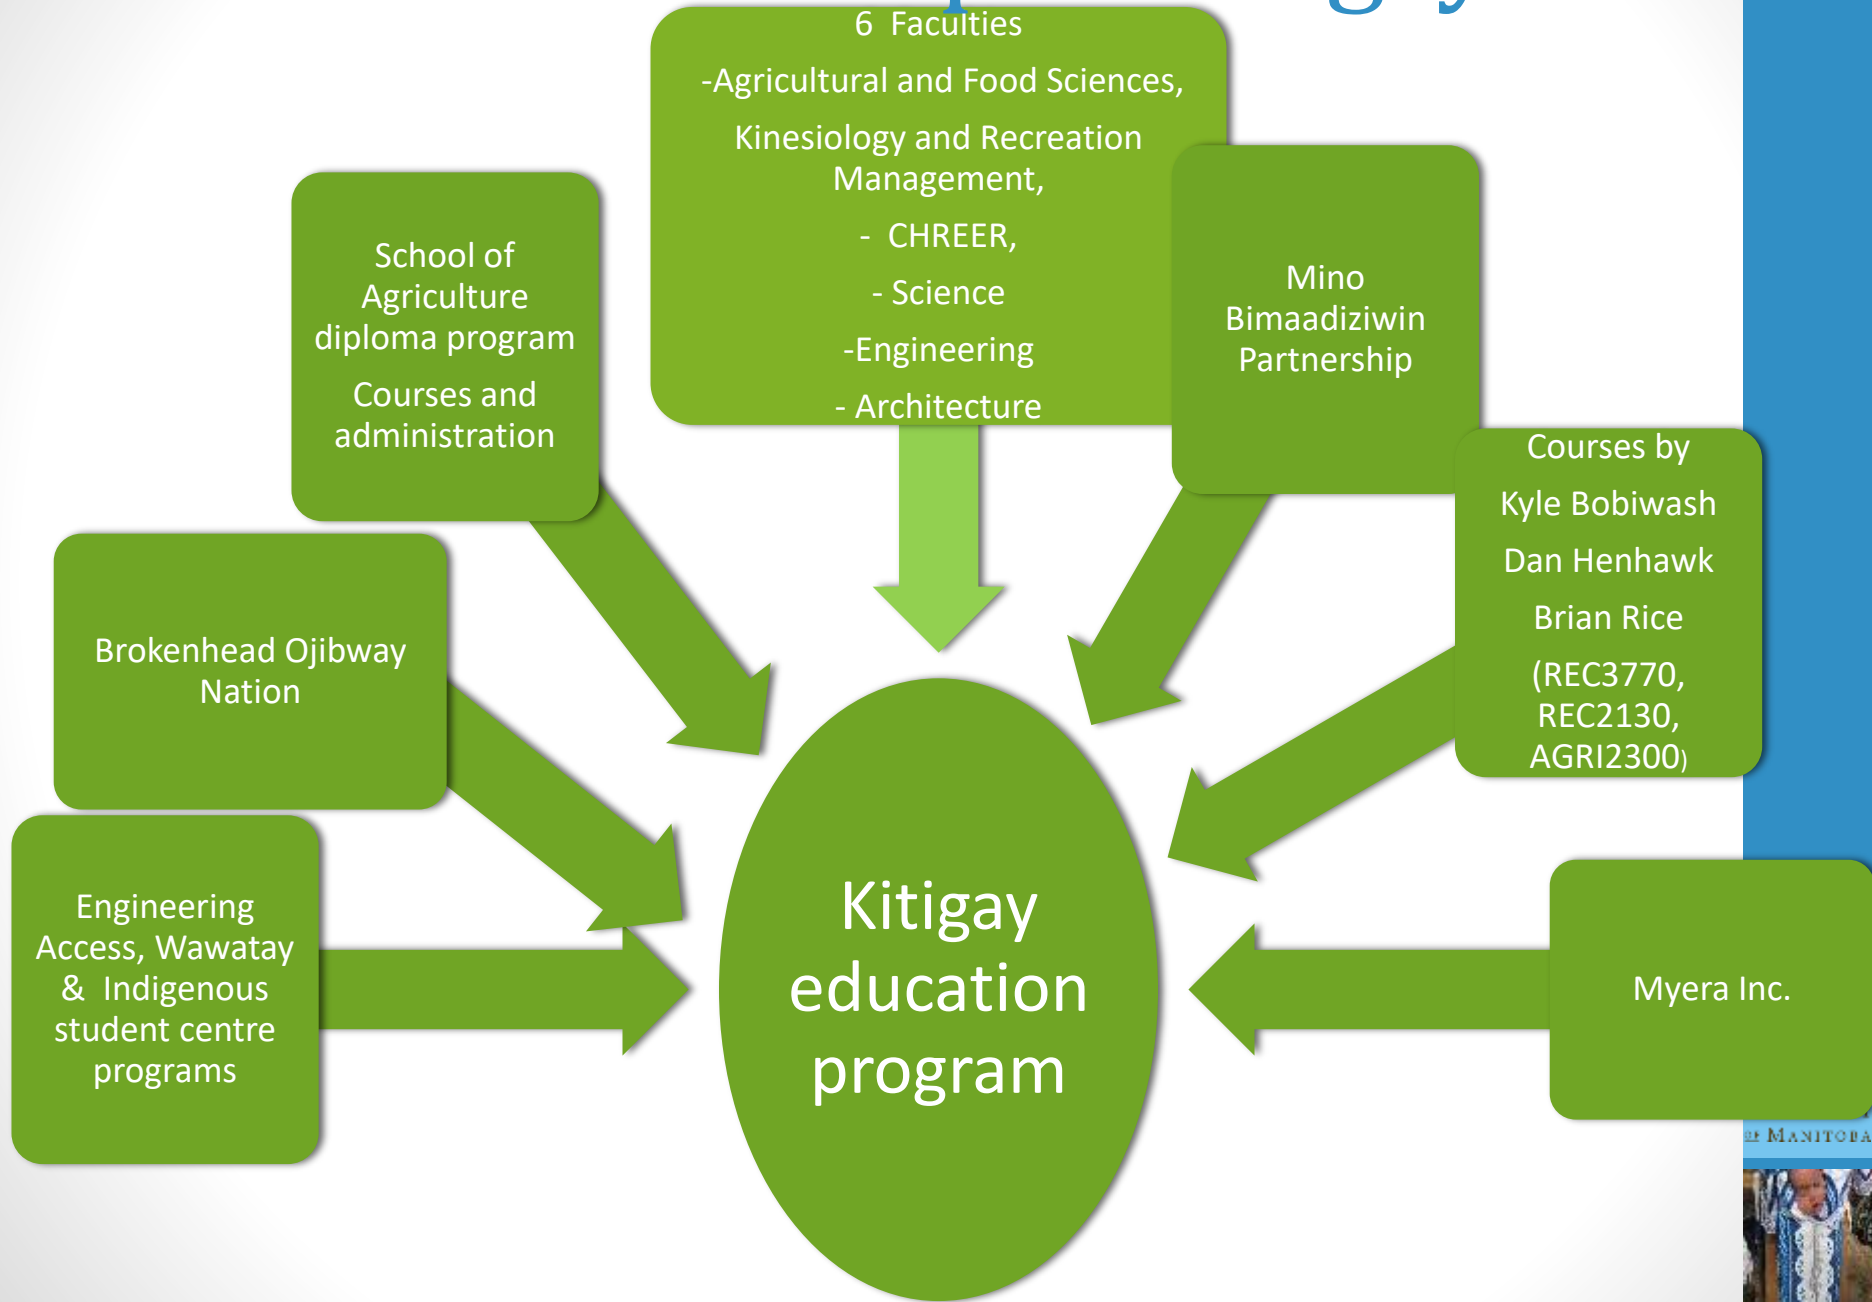 6 Faculties
-Agricultural and Food Sciences,
Kinesiology and Recreation
Management,
- CHREER,
- Science
-Engineering
- Architecture
School of
Agriculture
diploma program
Courses and
administration
Mino
Bimaadiziwin
Partnership
Courses by
Kyle Bobiwash
Dan Henhawk
Brian Rice
(REC3770,
REC2130,
AGRI2300)
Brokenhead Ojibway
Nation
Engineering
Access, Wawatay
& Indigenous
student centre
programs
Kitigay
education
program
Myera Inc.
OF MANITOBA